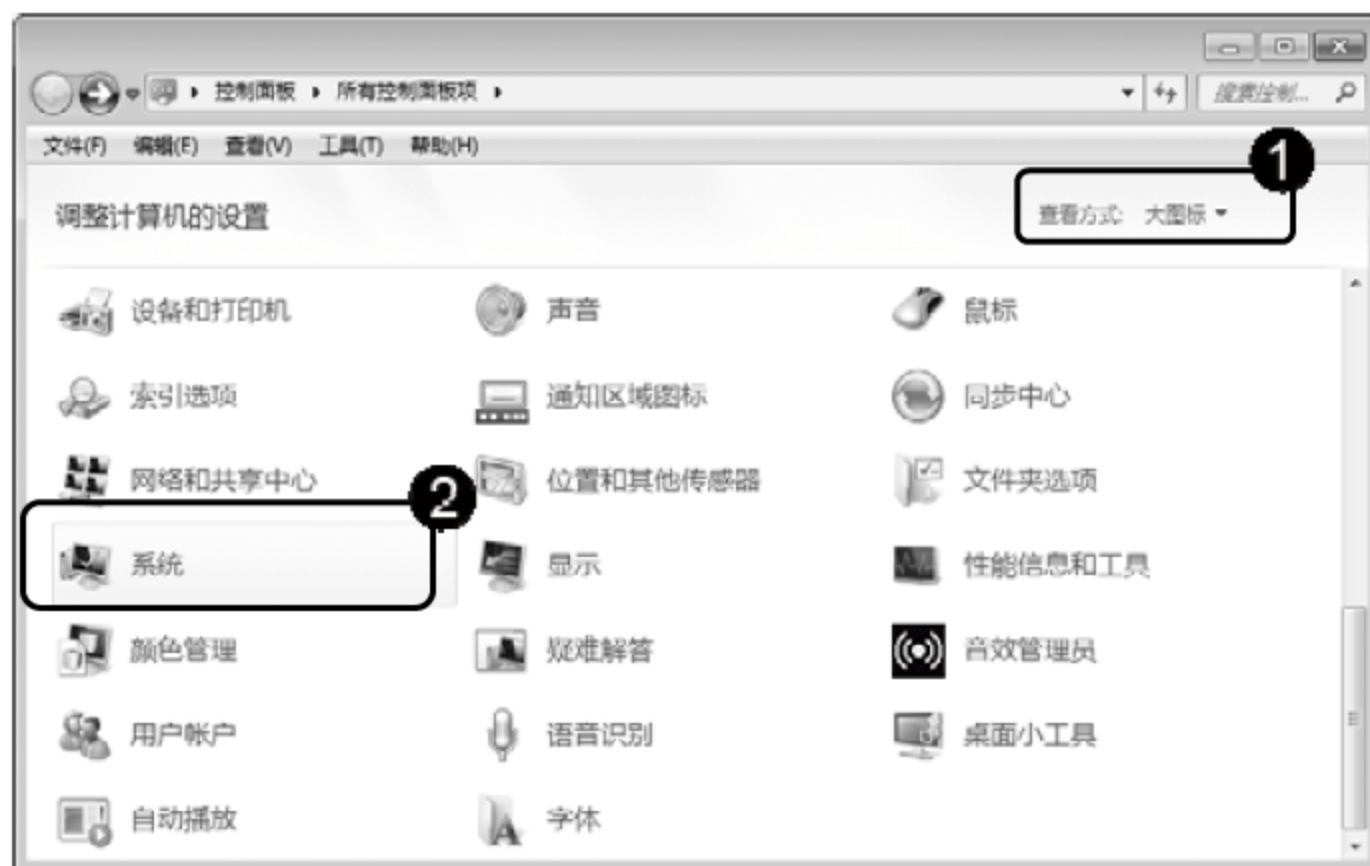 控制面板 所有控制面板项
搜索控制...
文件(F) 编辑(E) 查看(V) 工具(T) 帮助(H)
1
调整计算机的设置
查看方式: 大图标
设备和打印机 声音 鼠标
索引选项 通知区域图标 同步中心
网络和共享中心 位置和其他传感器 文件夹选项
2
系统 显示 性能信息和工具
颜色管理 疑难解答 音效管理员
用户帐户 语音识别 桌面小工具
自动播放 字体